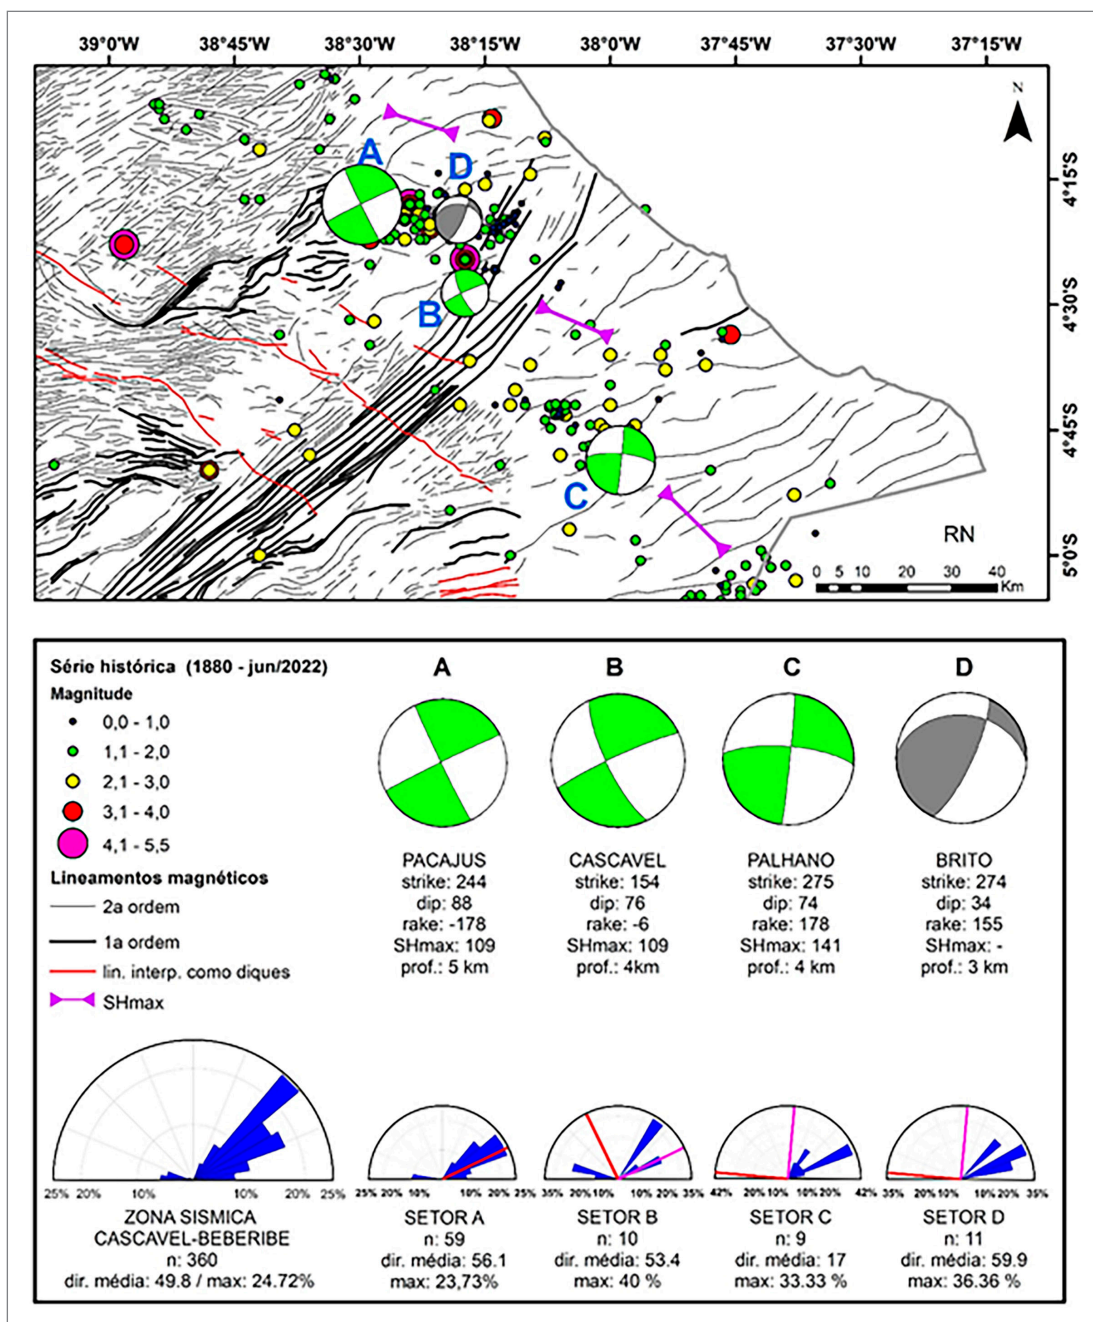 39°0'W 38°45'W 38°30'W 38°15'W 38°0'W 37°45'W 37°30'W 37°15'W
N
A
D
4°15'S
B
4°30'S
4°45'S
C
RN
5°0'S
0 5 10 20 30 40
Km
Série histórica (1880 - jun/2022)
Magnitude
0,0 - 1,0
1,1 - 2,0
2,1 - 3,0
3,1 - 4,0
4,1 - 5,5
Lineamentos magnéticos
2a ordem
1a ordem
lin. interp. como diques
SHmax
A
PACAJUS
strike: 244
dip: 88
rake: -178
SHmax: 109
prof.: 5 km
B
CASCAVEL
strike: 154
dip: 76
rake: -6
SHmax: 109
prof.: 4km
C
PALHANO
strike: 275
dip: 74
rake: 178
SHmax: 141
prof.: 4 km
D
BRITO
strike: 274
dip: 34
rake: 155
SHmax: -
prof.: 3 km
25% 20% 10% 10% 20% 25%
ZONA SISMICA
CASCAVEL-BEBERIBE
n: 360
dir. média: 49.8 / max: 24.72%
25% 20% 10% 10% 20% 25%
SETOR A
n: 59
dir. média: 56.1
max: 23,73%
35% 20% 10% 10% 20% 35%
SETOR B
n: 10
dir. média: 53.4
max: 40 %
42% 20% 10% 10% 20% 42%
SETOR C
n: 9
dir. média: 17
max: 33.33 %
35% 20% 10% 10% 20% 35%
SETOR D
n: 11
dir. média: 59.9
max: 36.36 %